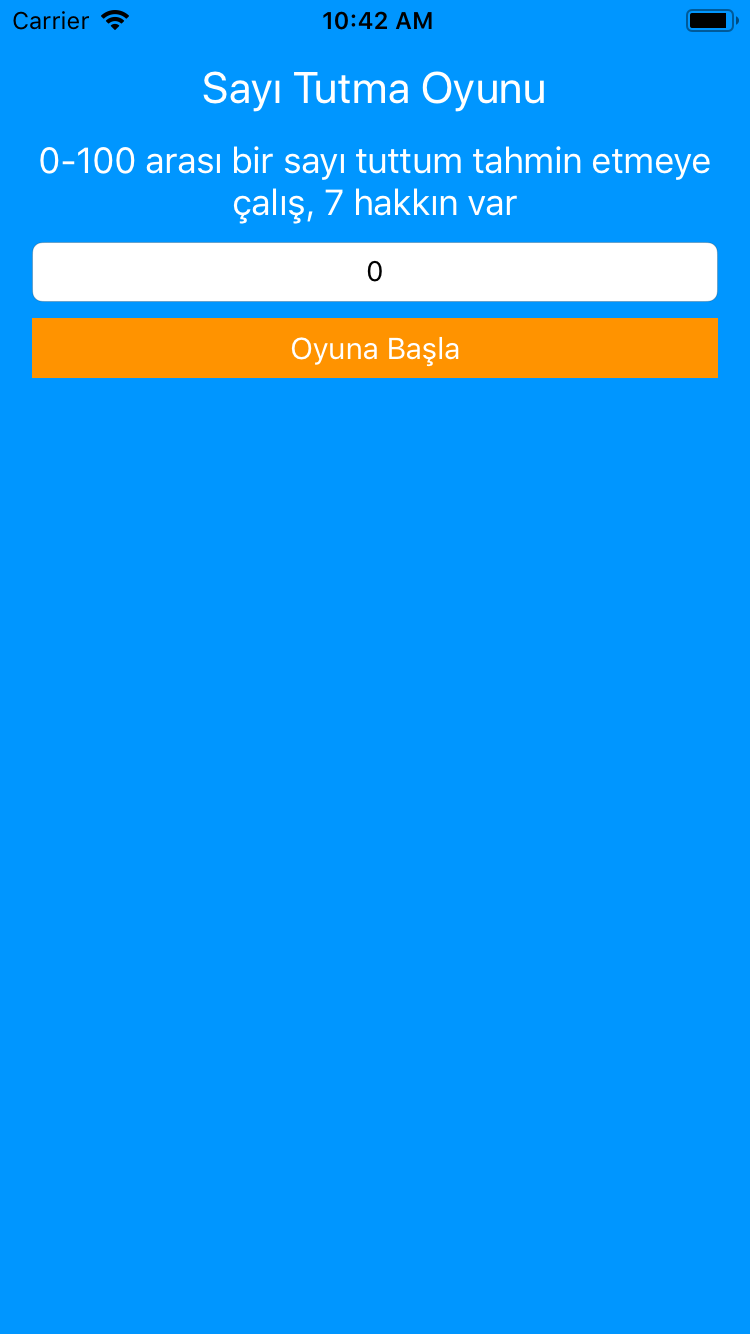 Carrier 10:42 AM
Sayı Tutma Oyunu
0-100 arası bir sayı tuttum tahmin etmeye
çalış, 7 hakkın var
0
Oyuna Başla